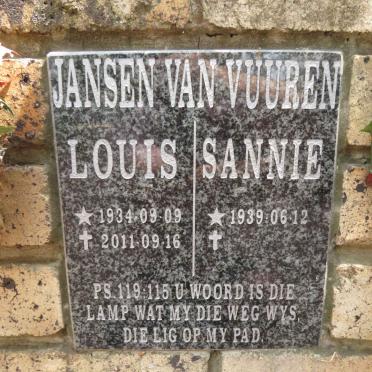 JANSEN VAN VUUREN
LOUIS SANNIE
★1934-09-09 ★1939-06-12
✝2011-09-16 ✝
PS.119:115 U WOORD IS DIE
LAMP WAT MY DIE WEG WYS,
DIE LIG OP MY PAD.